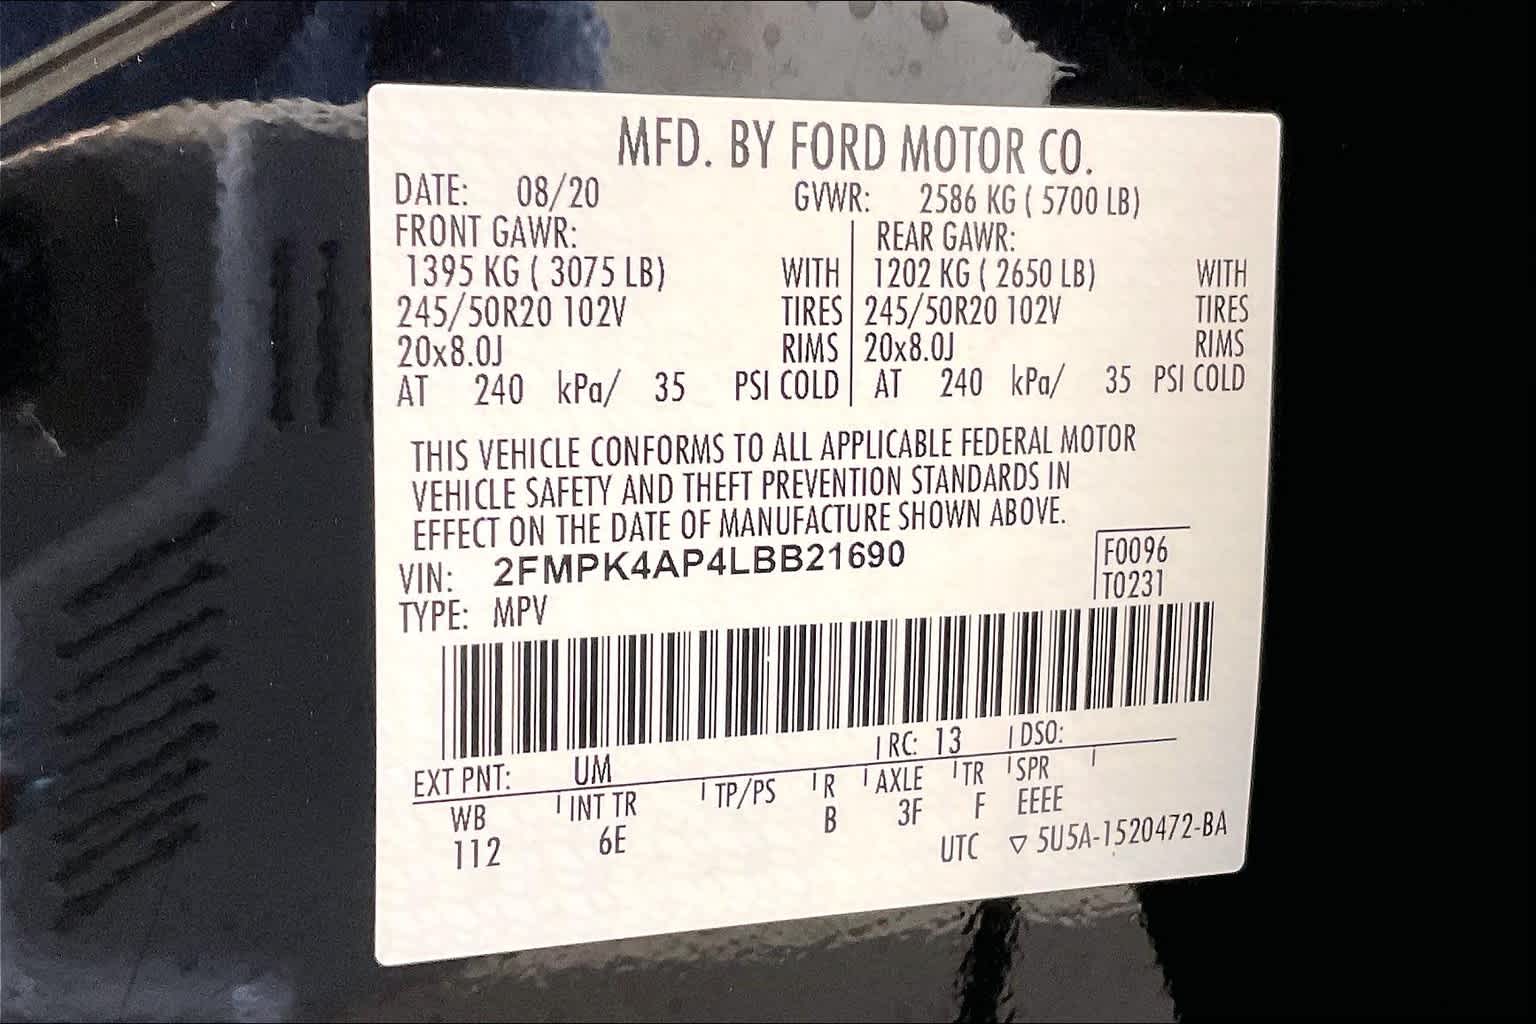 MFD. BY FORD MOTOR CO.
DATE: 08/20 GVWR: 2586 KG ( 5700 LB)
FRONT GAWR: REAR GAWR:
1395 KG ( 3075 LB) WITH 1202 KG ( 2650 LB) WITH
245/50R20 102V TIRES 245/50R20 102V TIRES
20x8.0J RIMS 20x8.0J RIMS
AT 240 kPa/ 35 PSI COLD AT 240 kPa/ 35 PSI COLD
THIS VEHICLE CONFORMS TO ALL APPLICABLE FEDERAL MOTOR
VEHICLE SAFETY AND THEFT PREVENTION STANDARDS IN
EFFECT ON THE DATE OF MANUFACTURE SHOWN ABOVE.
VIN: 2FMPK4AP4LBB21690 F0096
TYPE: MPV T0231
EXT PNT: UM RC: 13 DSO:
WB INT TR TP/PS R AXLE TR SPR
112 6E B 3F F EEEE
UTC ▽ 5U5A-1520472-BA